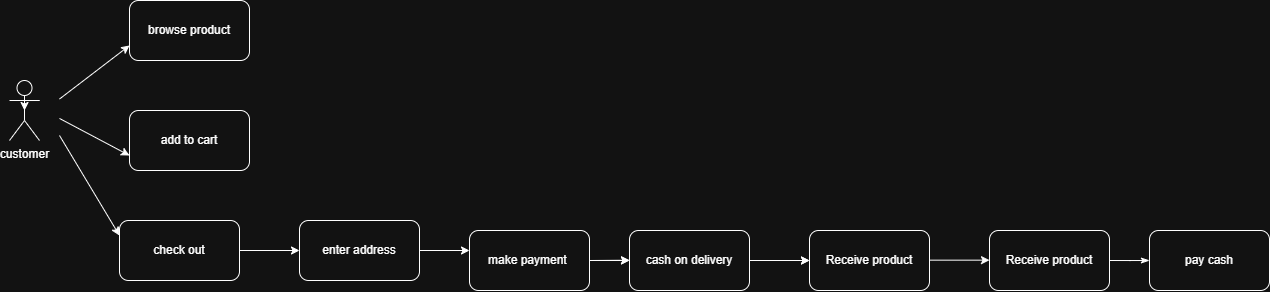 browse product
add to cart
customer
check out
enter address
make payment
cash on delivery
Receive product
Receive product
pay cash